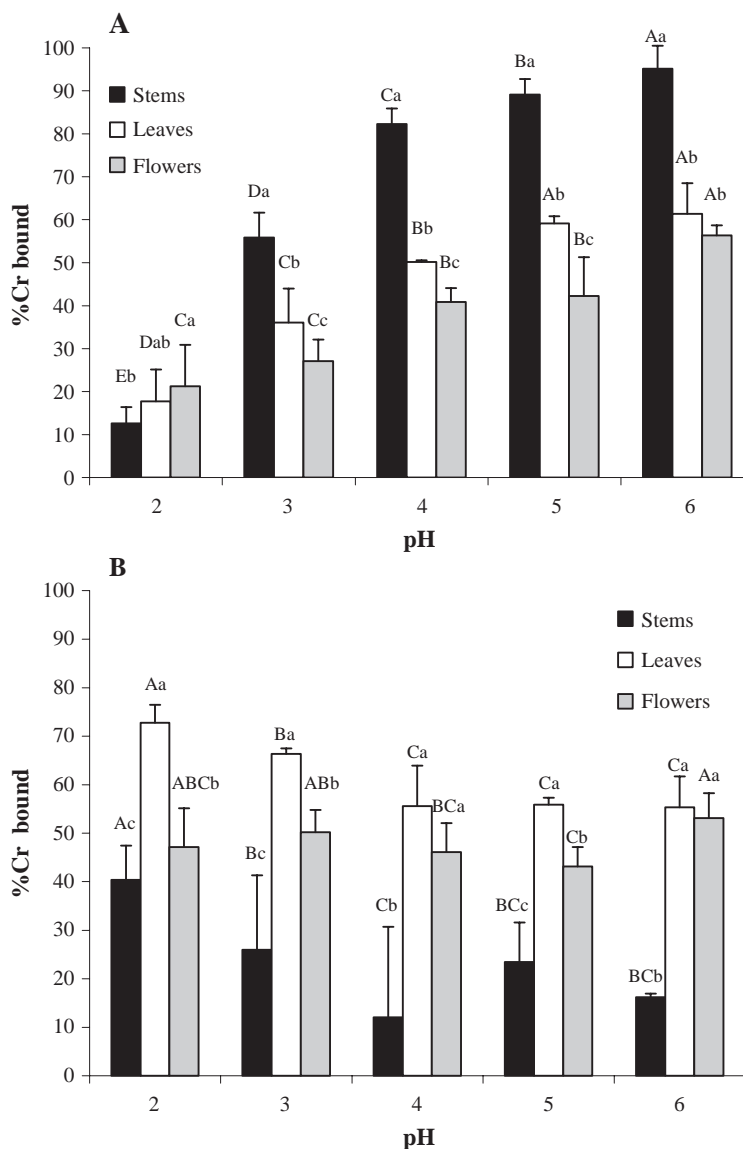 A
100
90
80
70
60
50
40
30
20
10
0
%Cr bound
Stems
Leaves
Flowers
Eb
Dab
Ca
Da
Cb
Cc
Ca
Bb
Bc
Ba
Ab
Bc
Aa
Ab
Ab
2 3 4 5 6
pH
B
100
90
80
70
60
50
40
30
20
10
0
%Cr bound
Stems
Leaves
Flowers
Ac
Aa
ABCb
Bc
Ba
ABb
Cb
Ca
BCa
BCc
Ca
Cb
BCb
Ca
Aa
2 3 4 5 6
pH